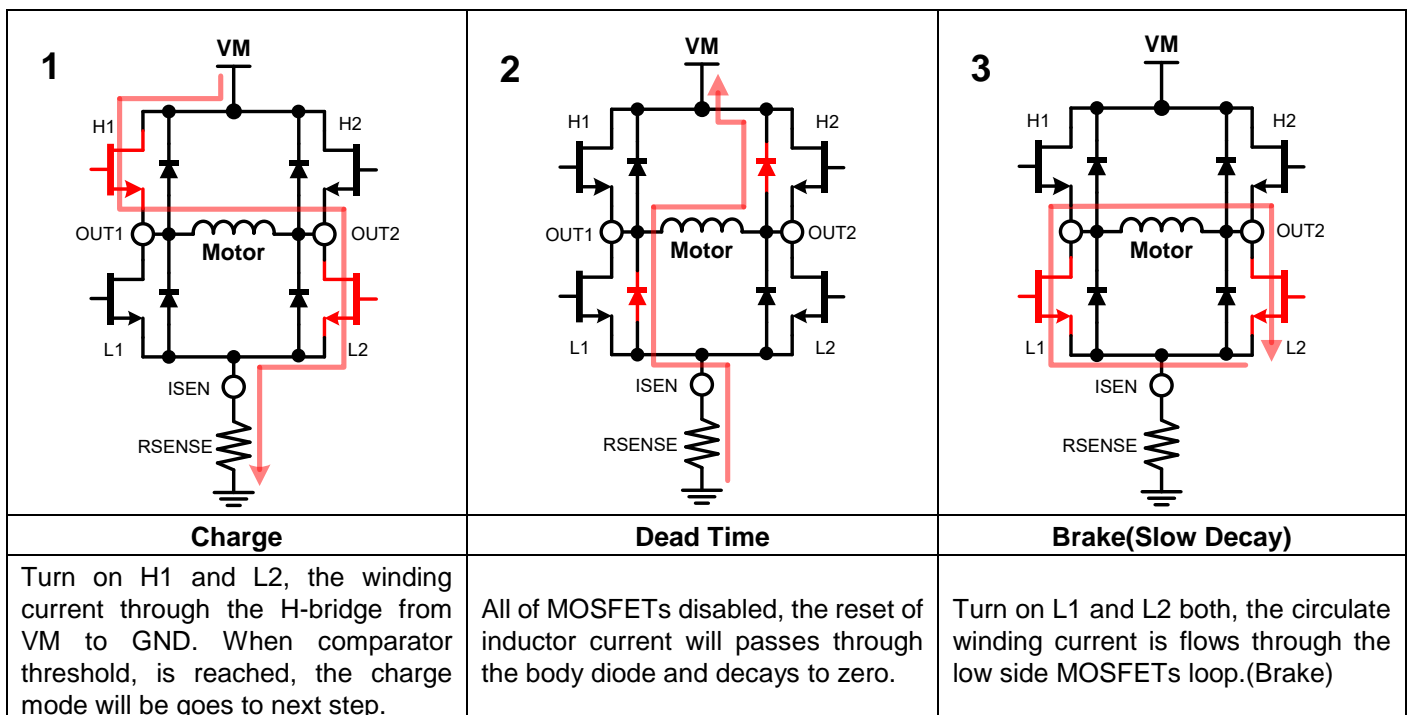 1
VM
H1
H2
OUT1
OUT2
Motor
L1
L2
ISEN
RSENSE
2
VM
H1
H2
OUT1
OUT2
Motor
L1
L2
ISEN
RSENSE
3
VM
H1
H2
OUT2
Motor
L1
L2
ISEN
RSENSE
Charge
Dead Time
Brake(Slow Decay)
Turn on H1 and L2, the winding
current through the H-bridge from
VM to GND. When comparator
threshold, is reached, the charge
mode will be goes to next step.
All of MOSFETs disabled, the reset of
inductor current will passes through
the body diode and decays to zero.
Turn on L1 and L2 both, the circulate
winding current is flows through the
low side MOSFETs loop.(Brake)